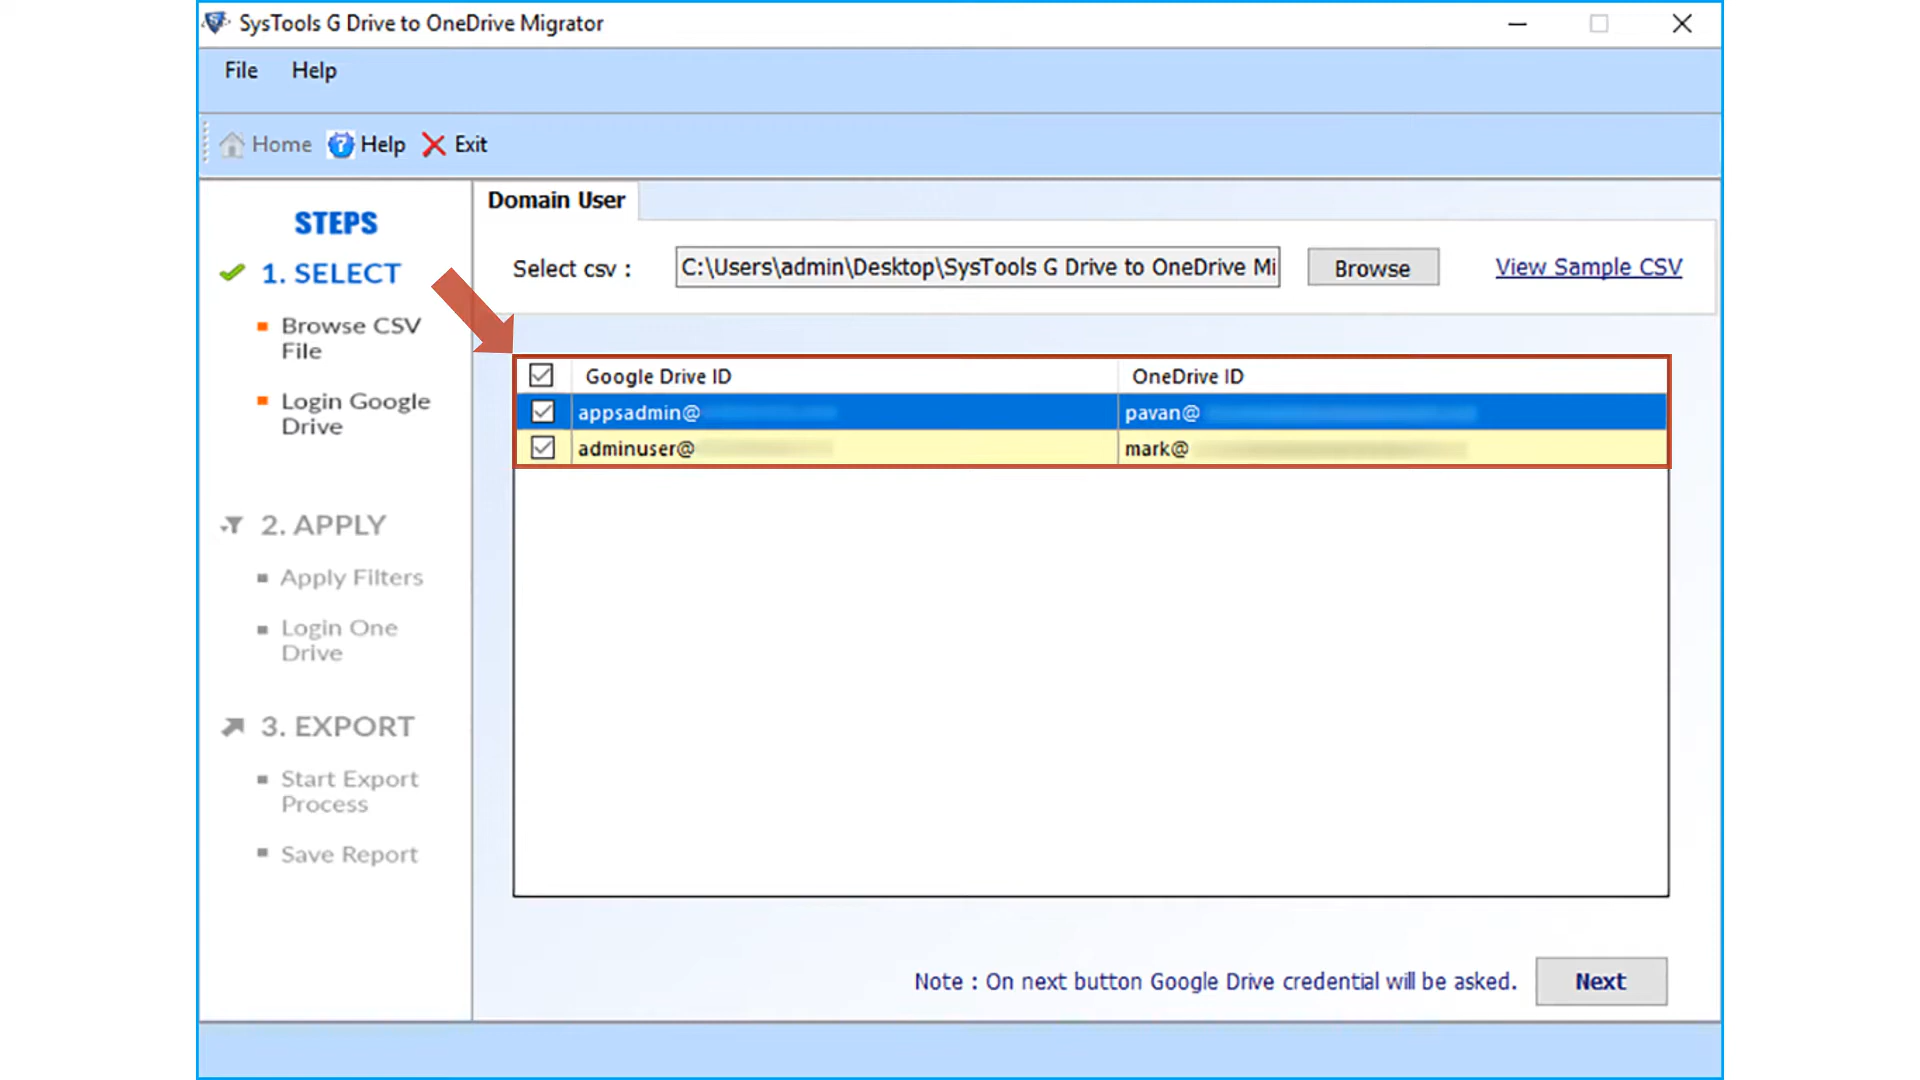 SysTools G Drive to OneDrive Migrator
File Help
Home Help Exit
STEPS
1. SELECT
Browse CSV
File
Login Google
Drive
2. APPLY
Apply Filters
Login One
Drive
3. EXPORT
Start Export
Process
Save Report
Domain User
Select csv : C:\Users\admin\Desktop\SysTools G Drive to OneDrive Mi Browse View Sample CSV
Google Drive ID OneDrive ID
appsadmin@ pavan@
adminuser@ mark@
Note : On next button Google Drive credential will be asked. Next